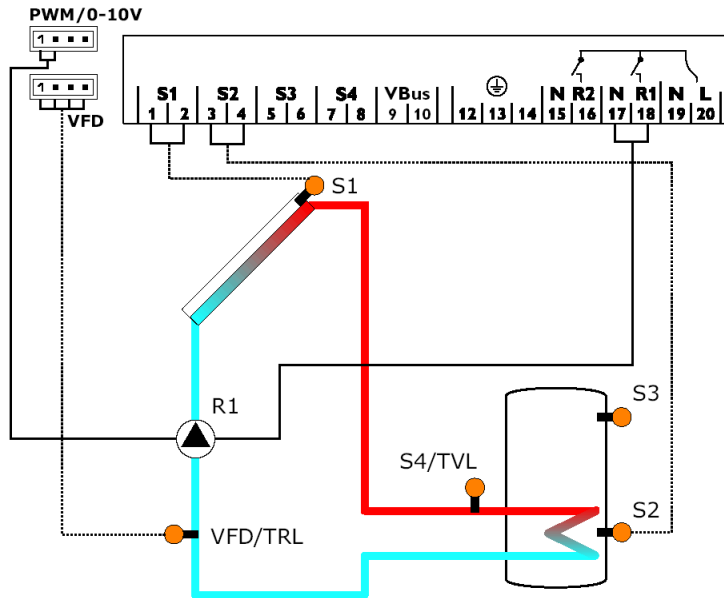 PWM/0-10V
1
1
VFD
S1 S2 S3 S4 VBus N R2 N R1 N L
1 2 3 4 5 6 7 8 9 10 12 13 14 15 16 17 18 19 20
S1
R1
S3
S4/TVL
S2
VFD/TRL